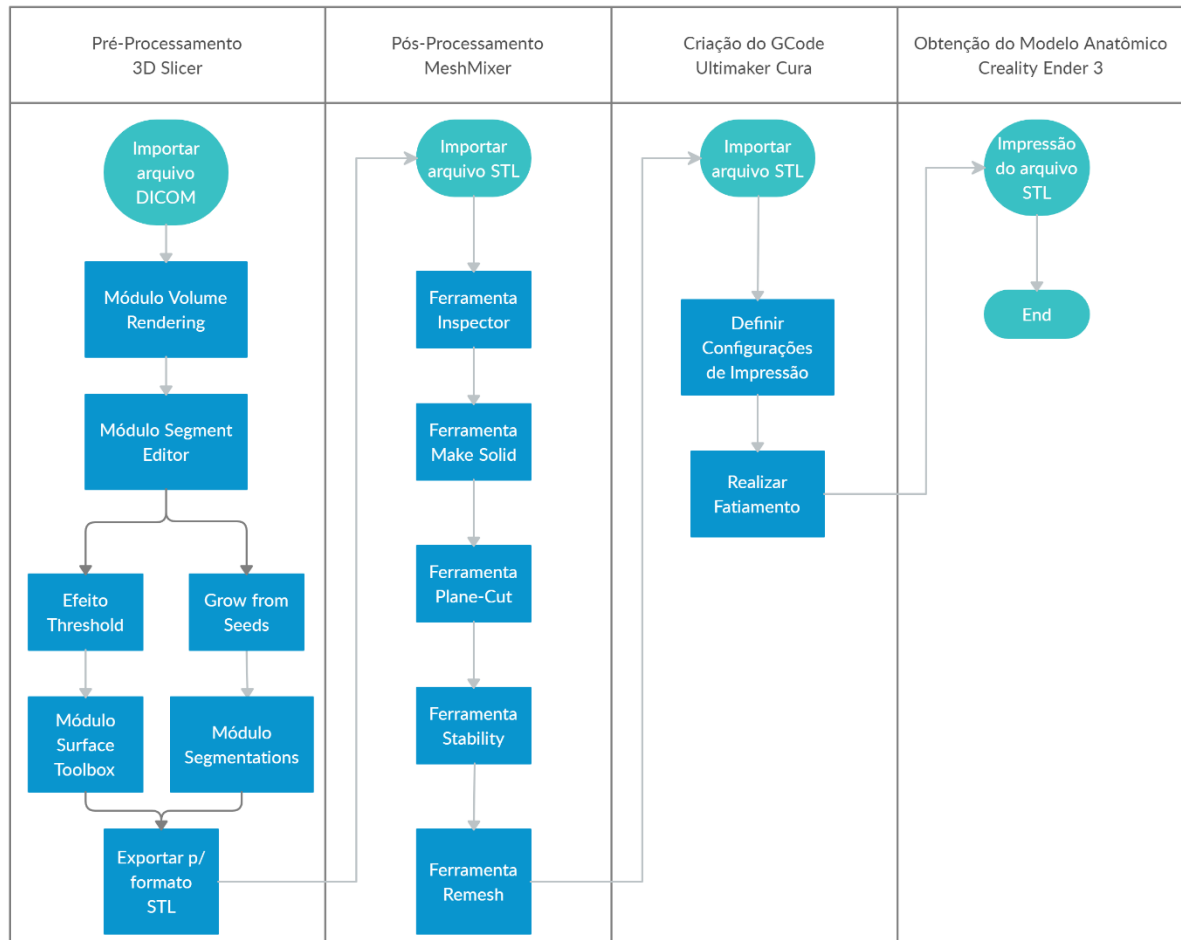 Pré-Processamento
3D Slicer
Pós-Processamento
MeshMixer
Criação do GCode
Ultimaker Cura
Obtenção do Modelo Anatômico
Creality Ender 3
Importar
arquivo
DICOM
Módulo Volume
Rendering
Módulo Segment
Editor
Efeito
Threshold
Grow from
Seeds
Módulo
Surface
Toolbox
Módulo
Segmentations
Exportar p/
formato
STL
Importar
arquivo STL
Ferramenta
Inspector
Ferramenta
Make Solid
Ferramenta
Plane-Cut
Ferramenta
Stability
Ferramenta
Remesh
Importar
arquivo STL
Definir
Configurações
de Impressão
Realizar
Fatiamento
Impressão
do arquivo
STL
End